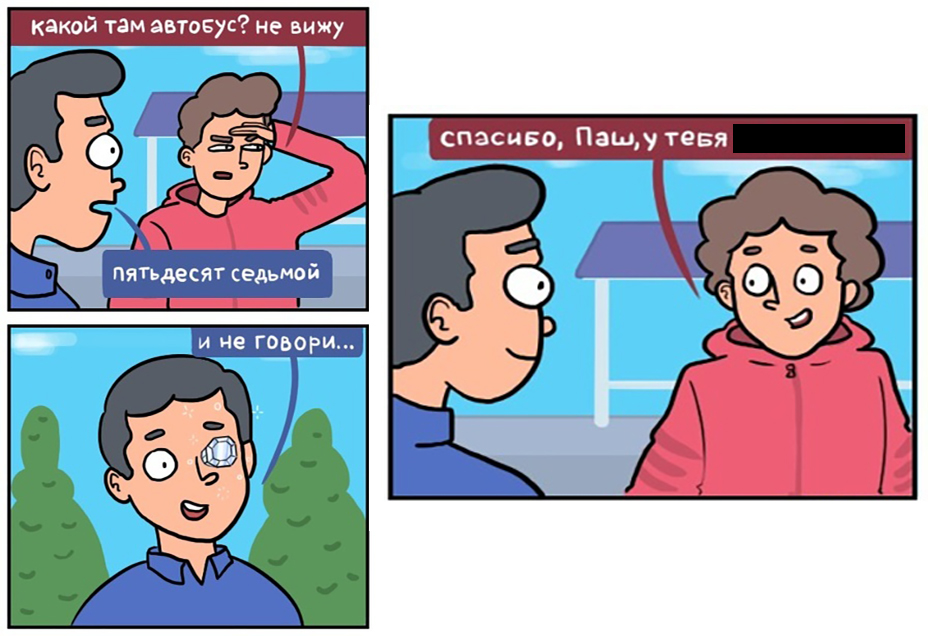 какой там автобус? не вижу
пятьдесят седьмой
спасибо, Паш, у тебя
и не говори...